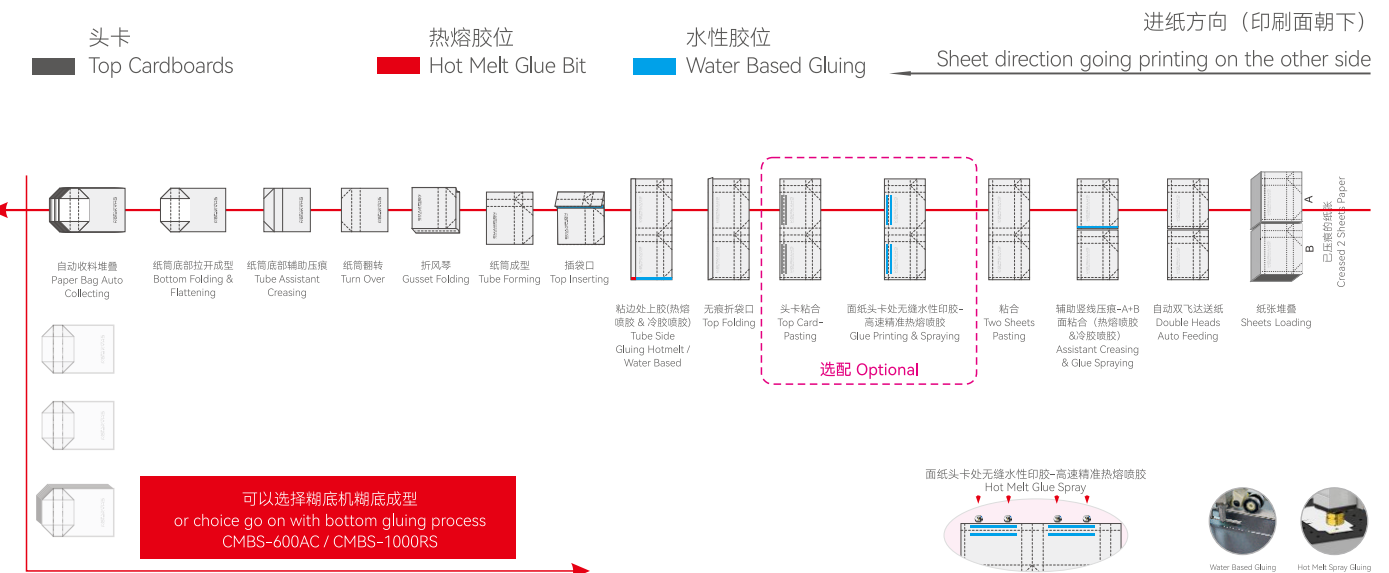 头卡
Top Cardboards
热熔胶位
Hot Melt Glue Bit
水性胶位
Water Based Gluing
进纸方向（印刷面朝下）
Sheet direction going printing on the other side
自动收料堆叠
Paper Bag Auto
Collecting
纸筒底部拉开成型
Bottom Folding &
Flattening
纸筒底部辅助压痕
Tube Assistant
Creasing
纸筒翻转
Turn Over
折风琴
Gusset Folding
纸筒成型
Tube Forming
插袋口
Top Inserting
粘边处上胶(热熔
喷胶 & 冷胶喷胶)
Tube Side
Gluing Hotmelt /
Water Based
无痕折袋口
Top Folding
头卡粘合
Top Card-
Pasting
面纸头卡处无缝水性印胶-
高速精准热熔喷胶
Glue Printing & Spraying
选配 Optional
粘合
Two Sheets
Pasting
辅助竖线压痕-A+B
面粘合（热熔喷胶
&冷胶喷胶）
Assistant Creasing
& Glue Spraying
自动双飞达送纸
Double Heads
Auto Feeding
纸张堆叠
Sheets Loading
A
B
已压痕的纸张
Creased 2 Sheets Paper
可以选择糊底机糊底成型
or choice go on with bottom gluing process
CMBS-600AC / CMBS-1000RS
面纸头卡处无缝水性印胶-高速精准热熔喷胶
Hot Melt Glue Spray
Water Based Gluing
Hot Melt Spray Gluing